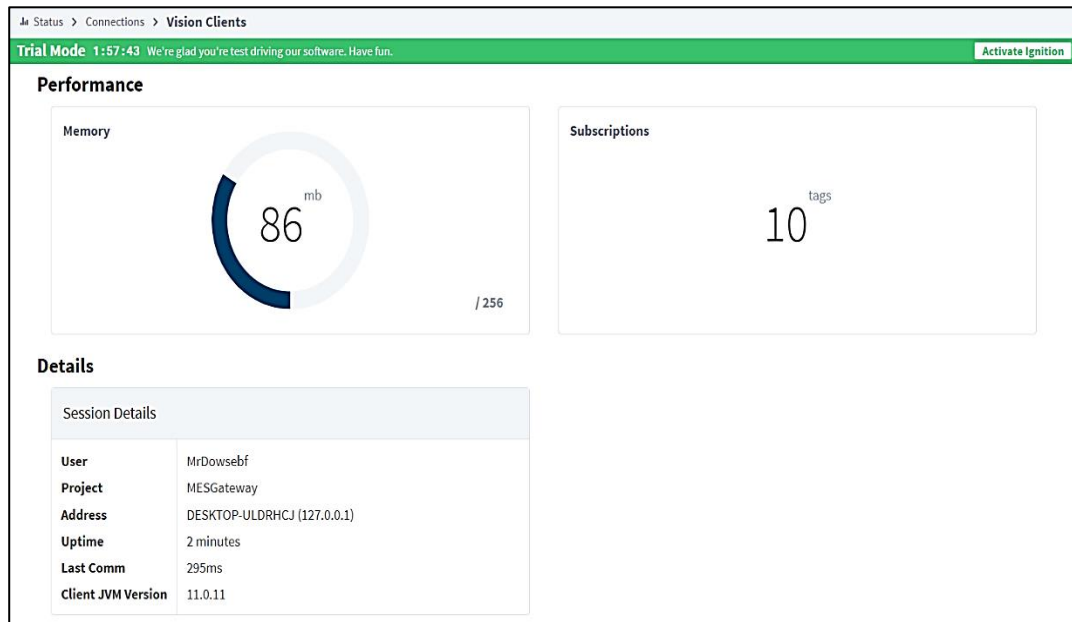 Status > Connections > Vision Clients
Trial Mode 1:57:43 We're glad you're test driving our software. Have fun.
Activate Ignition
Performance
Memory
86 mb
/ 256
Subscriptions
10 tags
Details
Session Details
User MrDowsebf
Project MESGateway
Address DESKTOP-ULDRHCJ (127.0.0.1)
Uptime 2 minutes
Last Comm 295ms
Client JVM Version 11.0.11